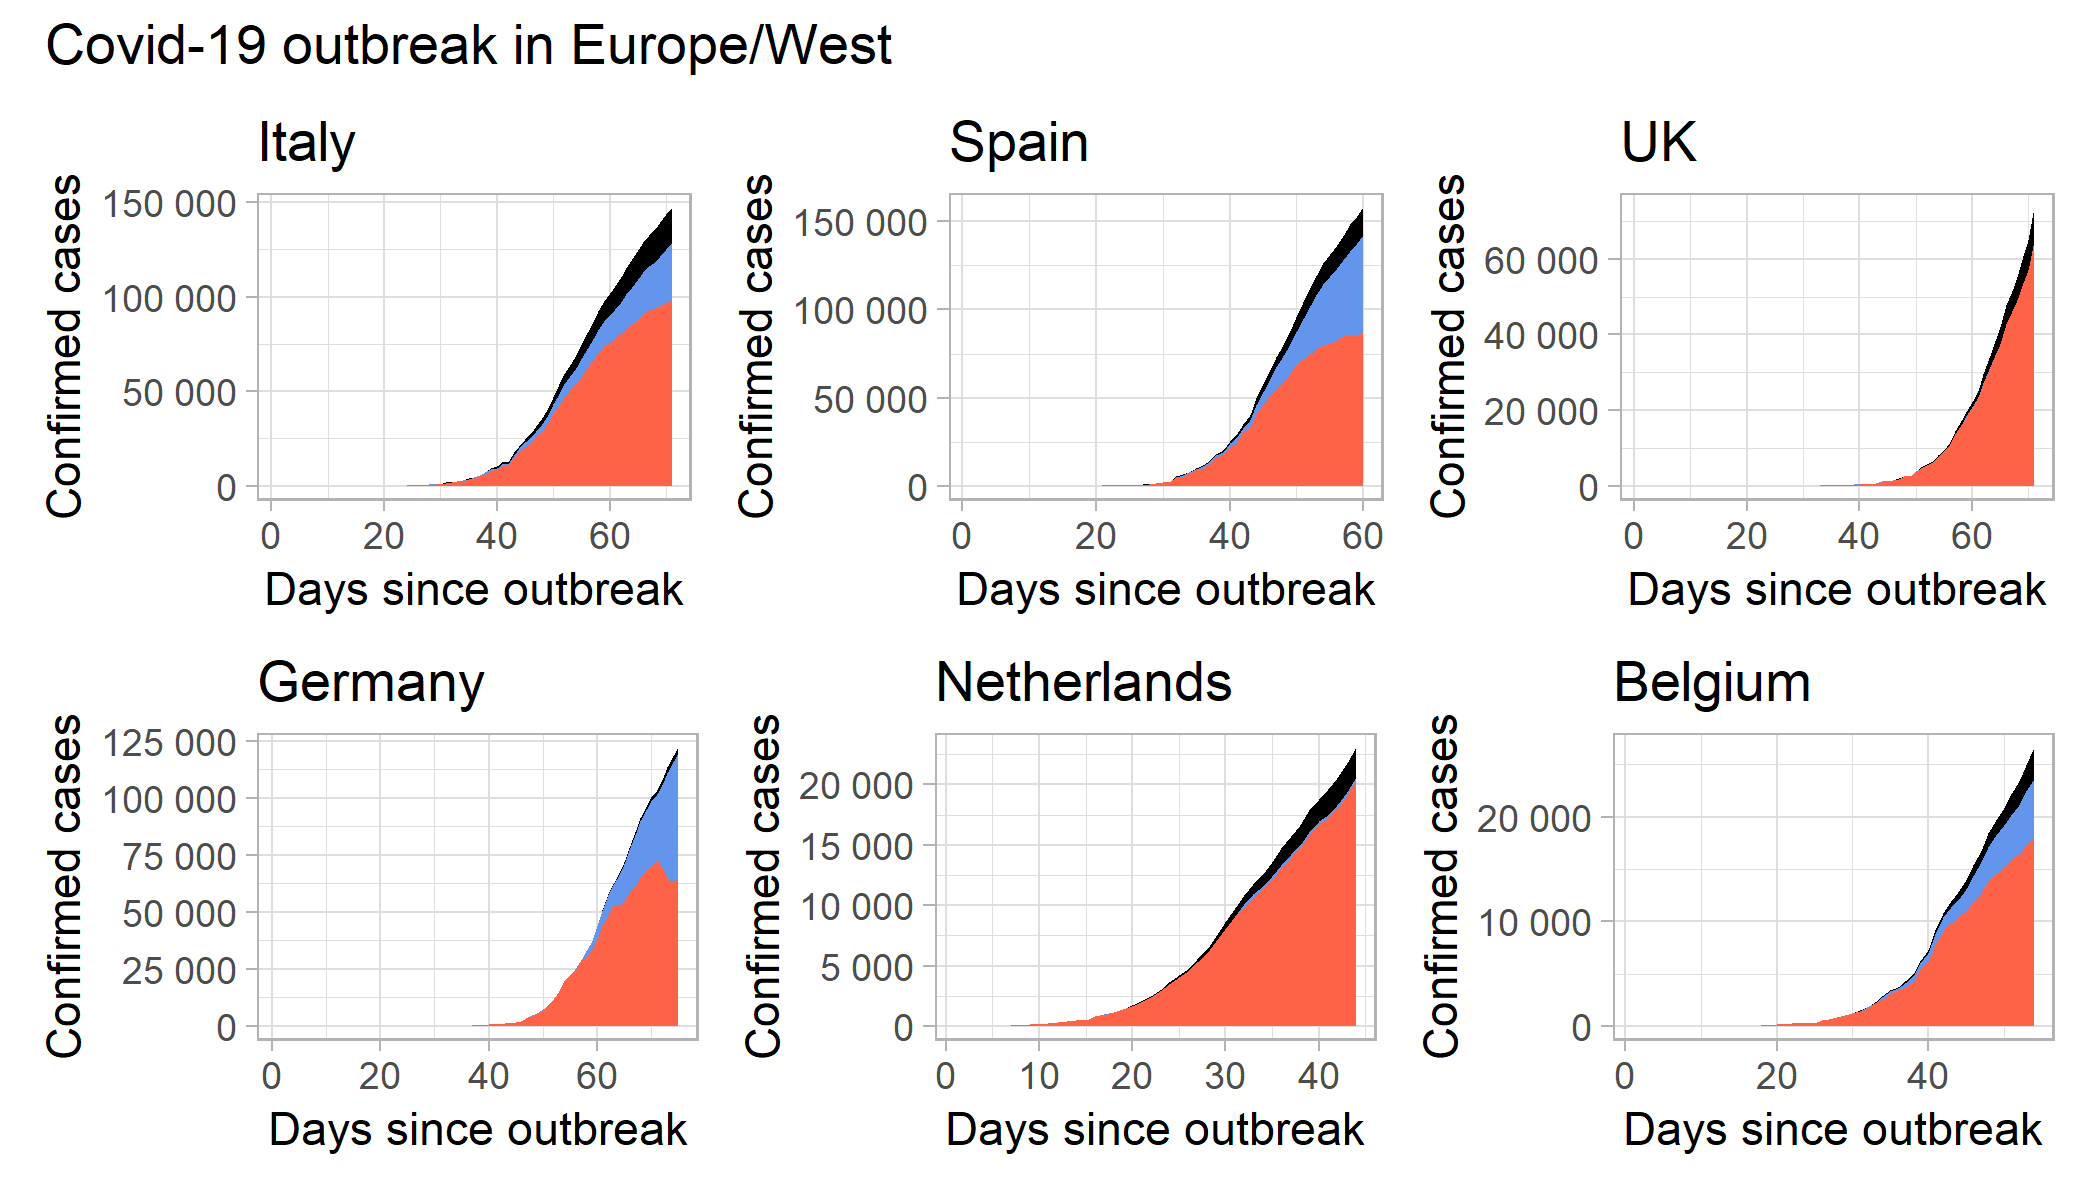 Covid-19 outbreak in Europe/West
Italy
Confirmed cases
150 000
100 000
50 000
0
0 20 40 60
Days since outbreak
Spain
Confirmed cases
150 000
100 000
50 000
0
0 20 40 60
Days since outbreak
UK
Confirmed cases
60 000
40 000
20 000
0
0 20 40 60
Days since outbreak
Germany
Confirmed cases
125 000
100 000
75 000
50 000
25 000
0
0 20 40 60
Days since outbreak
Netherlands
Confirmed cases
20 000
15 000
10 000
5 000
0
0 10 20 30 40
Days since outbreak
Belgium
Confirmed cases
20 000
10 000
0
0 20 40
Days since outbreak